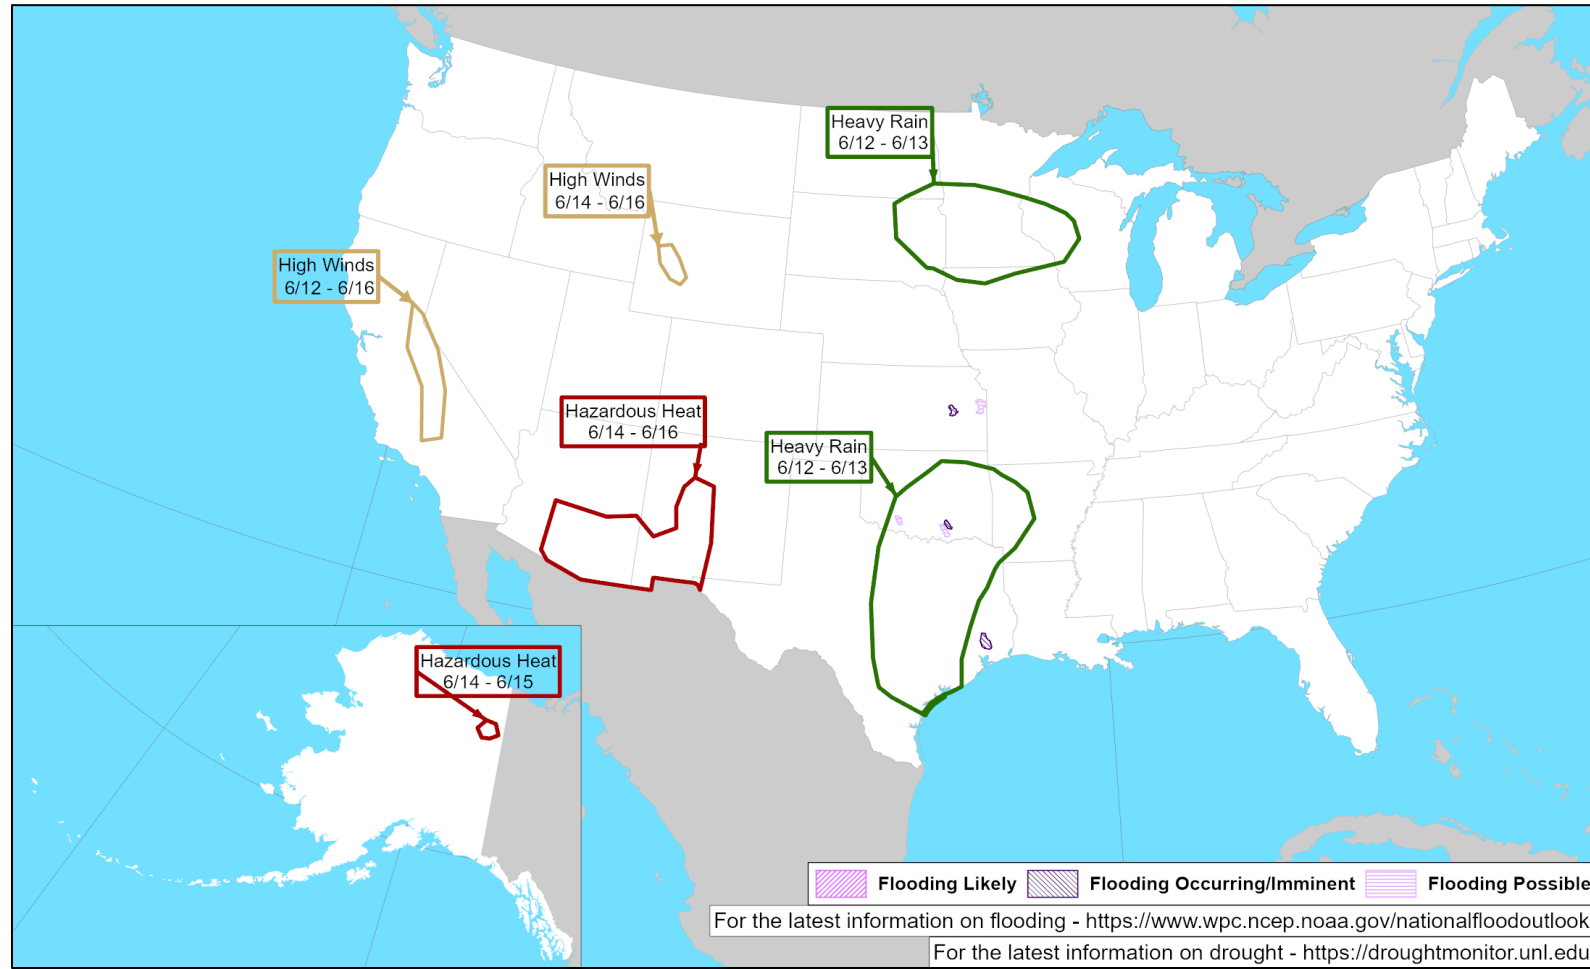 Heavy Rain
6/12 - 6/13
High Winds
6/14 - 6/16
High Winds
6/12 - 6/16
Hazardous Heat
6/14 - 6/16
Heavy Rain
6/12 - 6/13
Hazardous Heat
6/14 - 6/15
Flooding Likely
Flooding Occurring/Imminent
Flooding Possible
For the latest information on flooding - https://www.wpc.ncep.noaa.gov/nationalfloodoutlook
For the latest information on drought - https://droughtmonitor.unl.edu